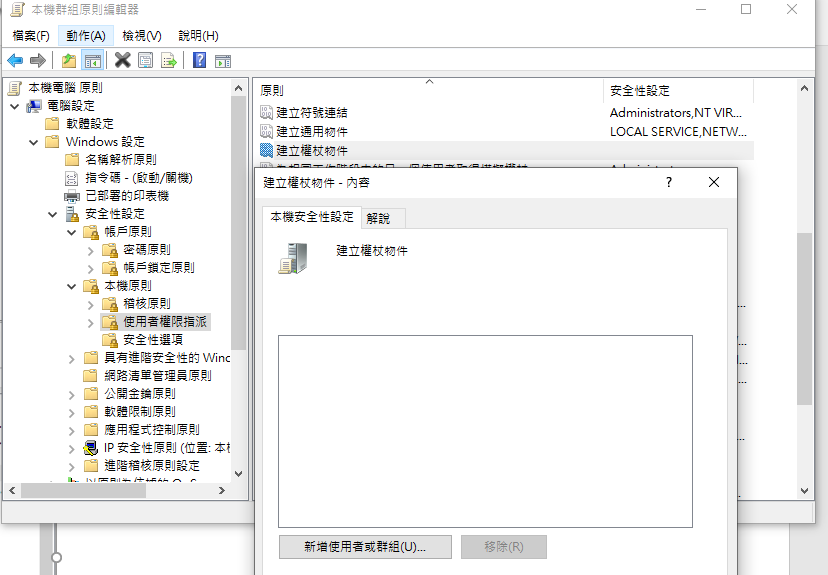 本機群組原則編輯器
檔案(F) 動作(A) 檢視(V) 說明(H)
本機電腦 原則
電腦設定
軟體設定
Windows 設定
名稱解析原則
指令碼 - (啟動/關機)
已部署的印表機
安全性設定
帳戶原則
密碼原則
帳戶鎖定原則
本機原則
稽核原則
使用者權限指派
安全性選項
具有進階安全性的 Winc
網路清單管理員原則
公開金鑰原則
軟體限制原則
應用程式控制原則
IP 安全性原則 (位置: 本機
進階稽核原則設定
原則 安全性設定
建立符號連結 Administrators,NT VIR...
建立通用物件 LOCAL SERVICE,NETW...
建立權杖物件
建立權杖物件 - 內容
本機安全性設定 解說
建立權杖物件
新增使用者或群組(U)... 移除(R)